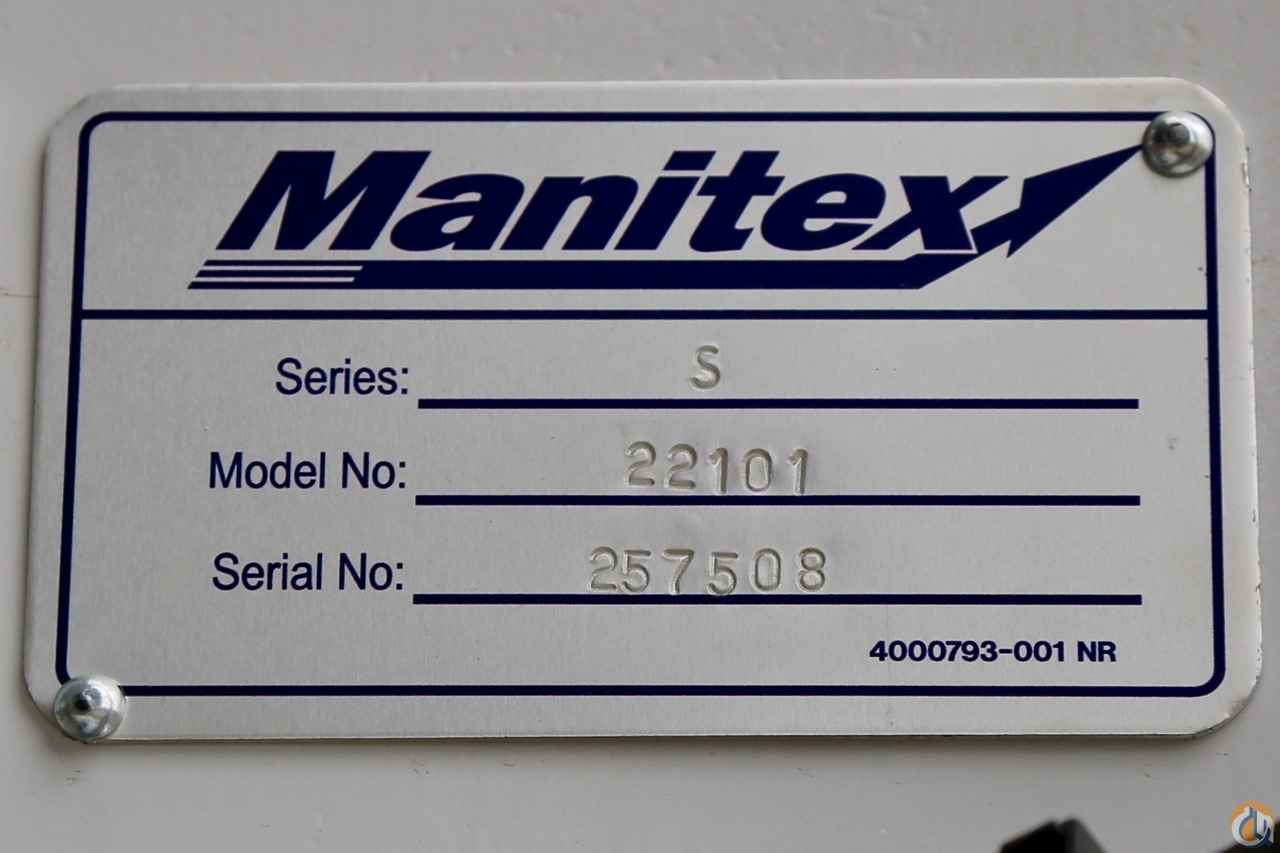 Manitex
Series: S
Model No: 22101
Serial No: 257508
4000793-001 NR